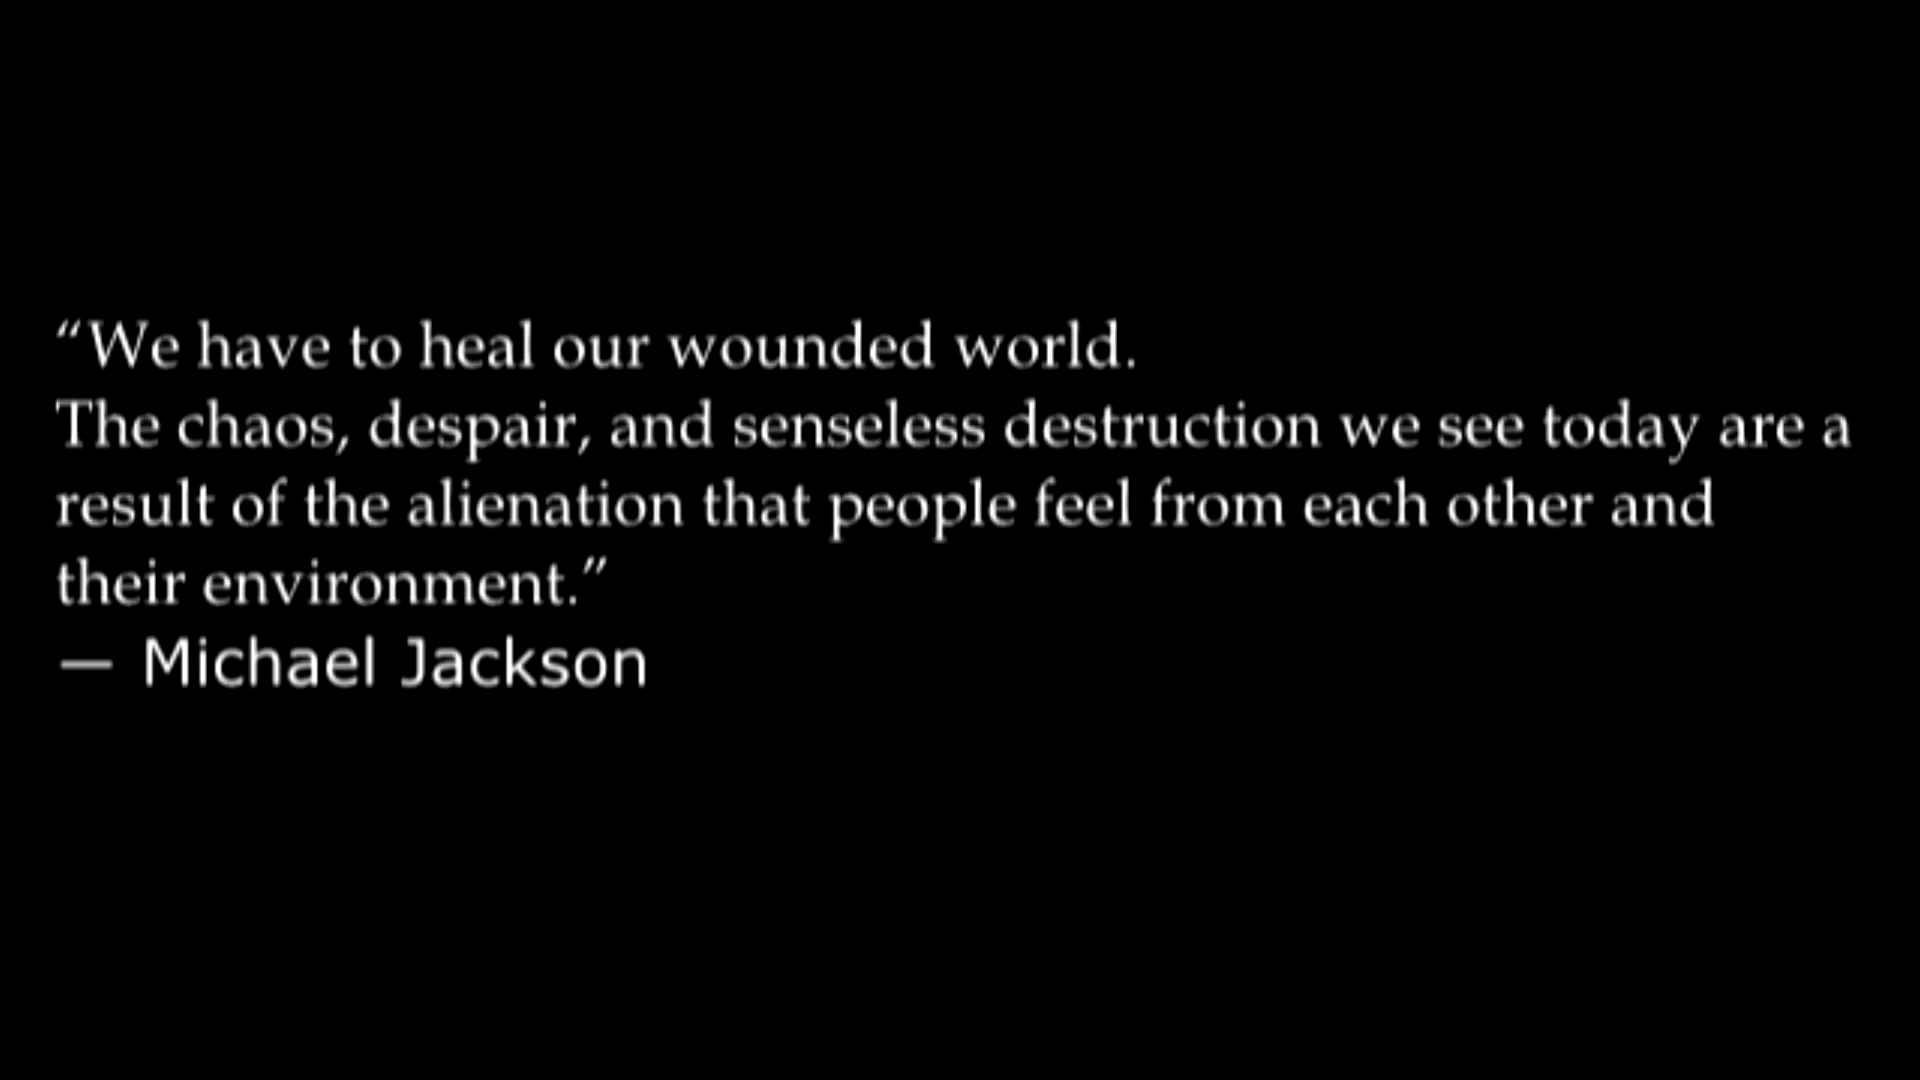 “We have to heal our wounded world.
The chaos, despair, and senseless destruction we see today are a
result of the alienation that people feel from each other and
their environment.”
— Michael Jackson